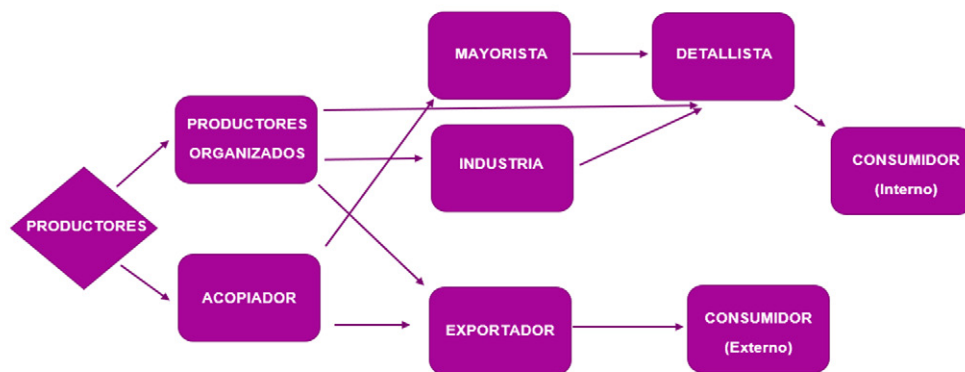 MAYORISTA
DETALLISTA
PRODUCTORES
ORGANIZADOS
INDUSTRIA
CONSUMIDOR
(Interno)
PRODUCTORES
ACOPIADOR
EXPORTADOR
CONSUMIDOR
(Externo)